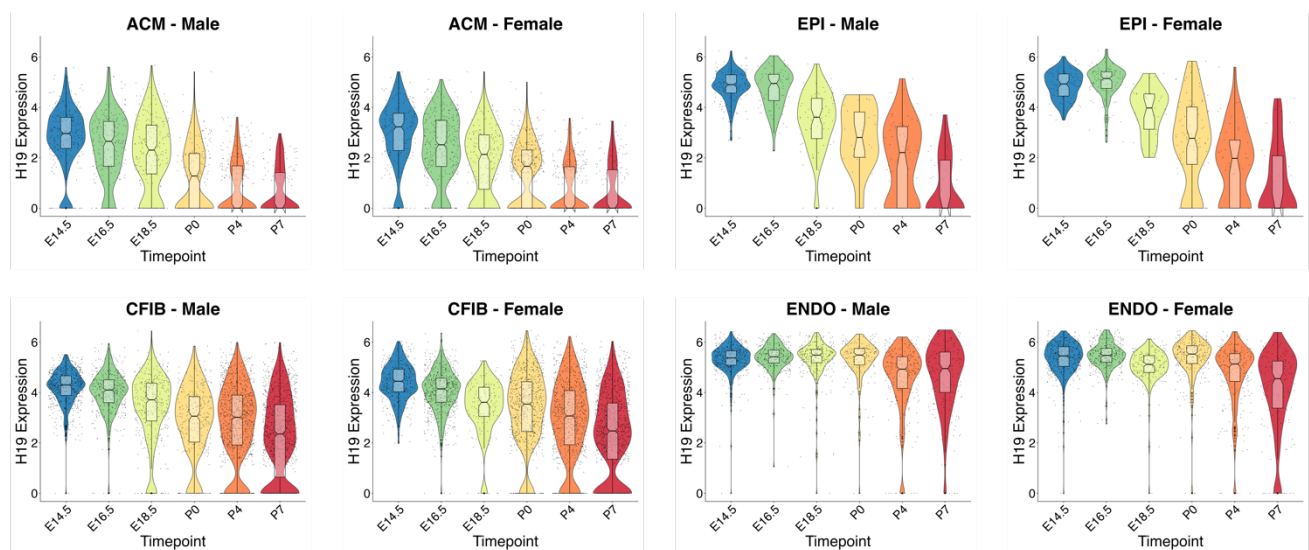 ACM - Male
H19 Expression
6
4
2
0
E14.5
E16.5
E18.5
P0
P4
P7
Timepoint
ACM - Female
H19 Expression
6
4
2
0
E14.5
E16.5
E18.5
P0
P4
P7
Timepoint
EPI - Male
H19 Expression
6
4
2
0
E14.5
E16.5
E18.5
P0
P4
P7
Timepoint
EPI - Female
H19 Expression
6
4
2
0
E14.5
E16.5
E18.5
P0
P4
P7
Timepoint
CFIB - Male
H19 Expression
6
4
2
0
E14.5
E16.5
E18.5
P0
P4
P7
Timepoint
CFIB - Female
H19 Expression
6
4
2
0
E14.5
E16.5
E18.5
P0
P4
P7
Timepoint
ENDO - Male
H19 Expression
6
4
2
0
E14.5
E16.5
E18.5
P0
P4
P7
Timepoint
ENDO - Female
H19 Expression
6
4
2
0
E14.5
E16.5
E18.5
P0
P4
P7
Timepoint